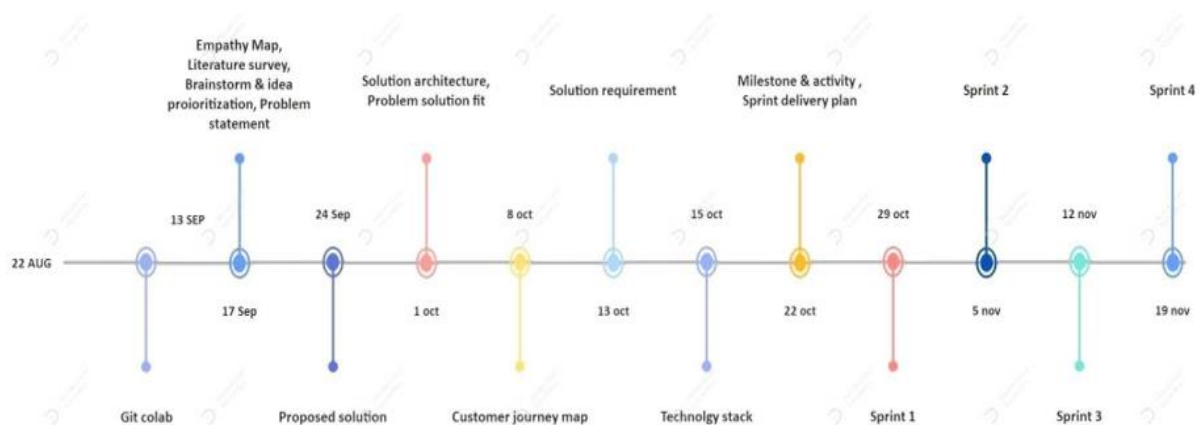 Empathy Map,
Literature survey,
Brainstorm & idea
proioritization, Problem
statement
Solution architecture,
Problem solution fit
Solution requirement
Milestone & activity ,
Sprint delivery plan
Sprint 2
Sprint 4
13 SEP
24 Sep
8 oct
15 oct
29 oct
12 nov
22 AUG
17 Sep
1 oct
13 oct
22 oct
5 nov
19 nov
Git colab
Proposed solution
Customer journey map
Technolgy stack
Sprint 1
Sprint 3